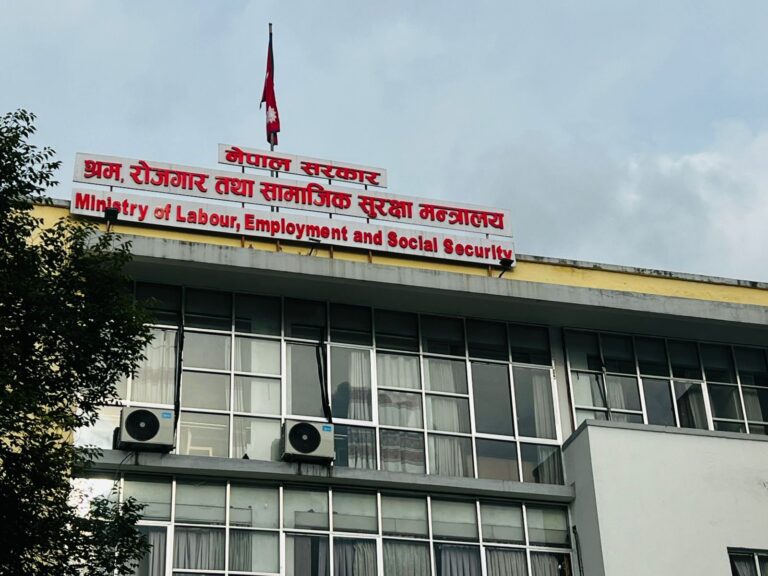 नेपाल सरकार
श्रम, रोजगार तथा सामाजिक सुरक्षा मन्त्रालय
Ministry of Labour, Employment and Social Security